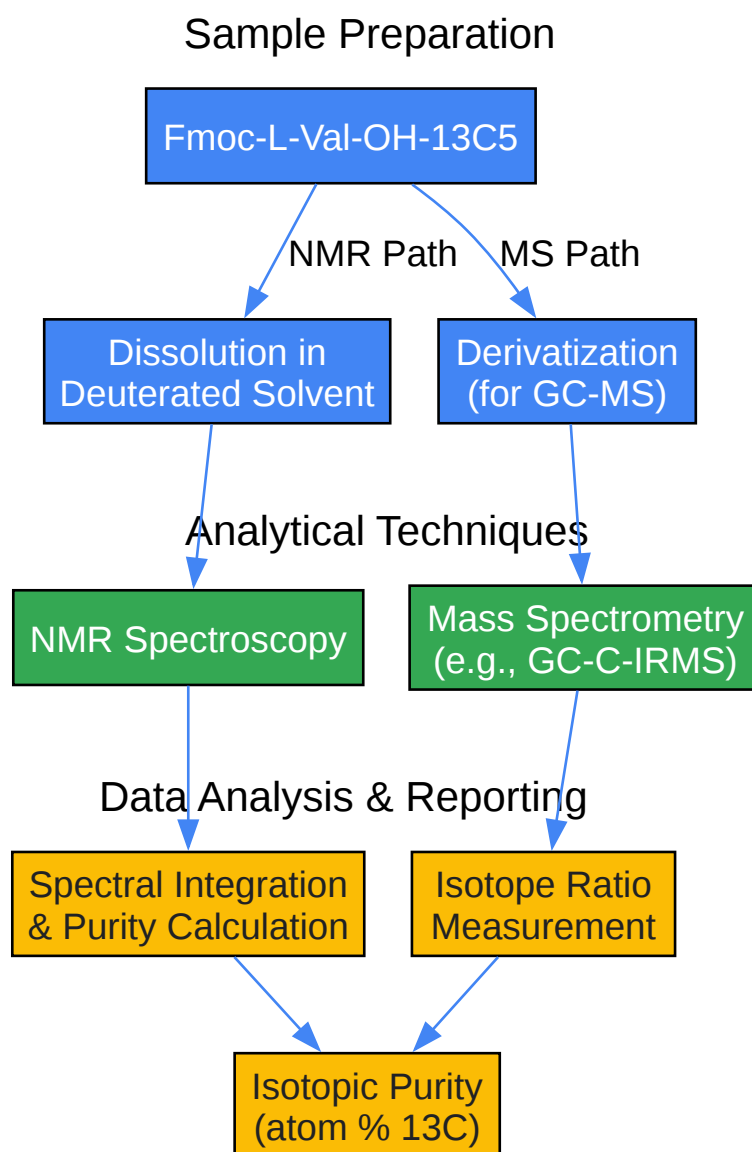 Sample Preparation
Fmoc-L-Val-OH-13C5
NMR Path
MS Path
Dissolution in
Deuterated Solvent
Derivatization
(for GC-MS)
Analytical Techniques
NMR Spectroscopy
Mass Spectrometry
(e.g., GC-C-IRMS)
Data Analysis & Reporting
Spectral Integration
& Purity Calculation
Isotope Ratio
Measurement
Isotopic Purity
(atom % 13C)